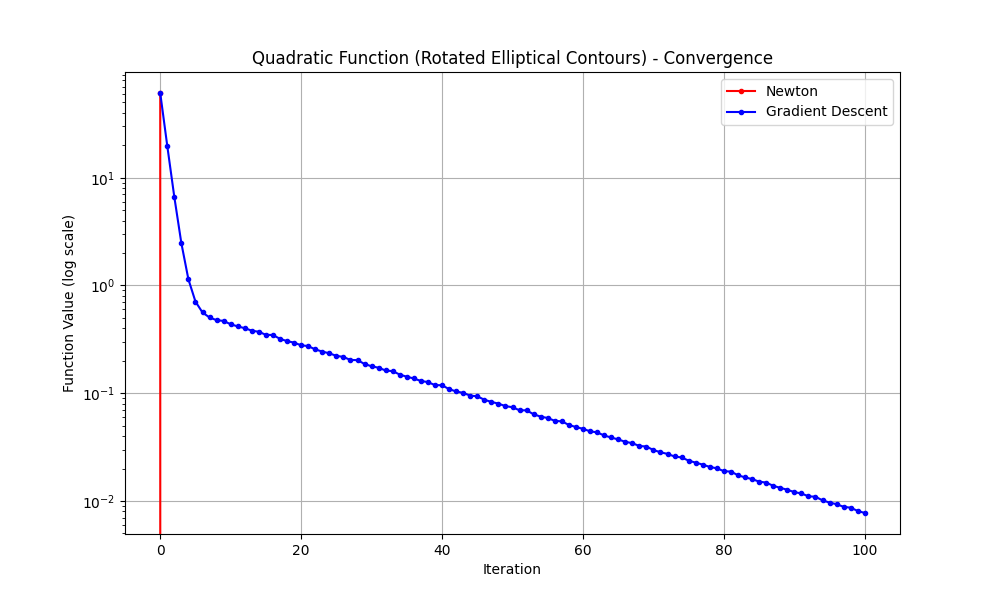 Quadratic Function (Rotated Elliptical Contours) - Convergence
Newton
Gradient Descent
Function Value (log scale)
10¹
10⁰
10⁻¹
10⁻²
0 20 40 60 80 100
Iteration